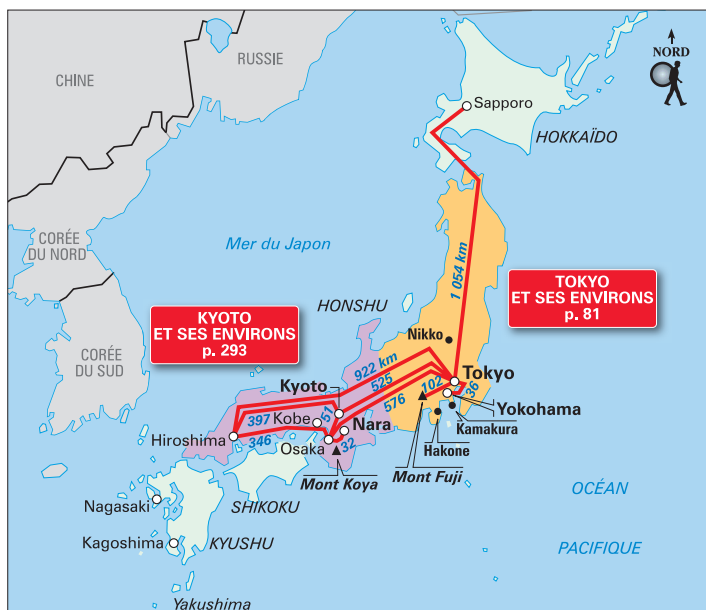 RUSSIE
CHINE
NORD
Sapporo
HOKKAÏDO
CORÉE
DU NORD
Mer du Japon
1 054 km
TOKYO
ET SES ENVIRONS
p. 81
HONSHU
KYOTO
ET SES ENVIRONS
p. 293
Nikko
CORÉE
DU SUD
922 km
525
576
102
Tokyo
36
Kyoto
Yokohama
397
Kobe
51
Nara
Kamakura
Hiroshima
346
Osaka
32
Hakone
Mont Koya
Mont Fuji
Nagasaki
SHIKOKU
OCÉAN
Kagoshima
KYUSHU
PACIFIQUE
Yakushima